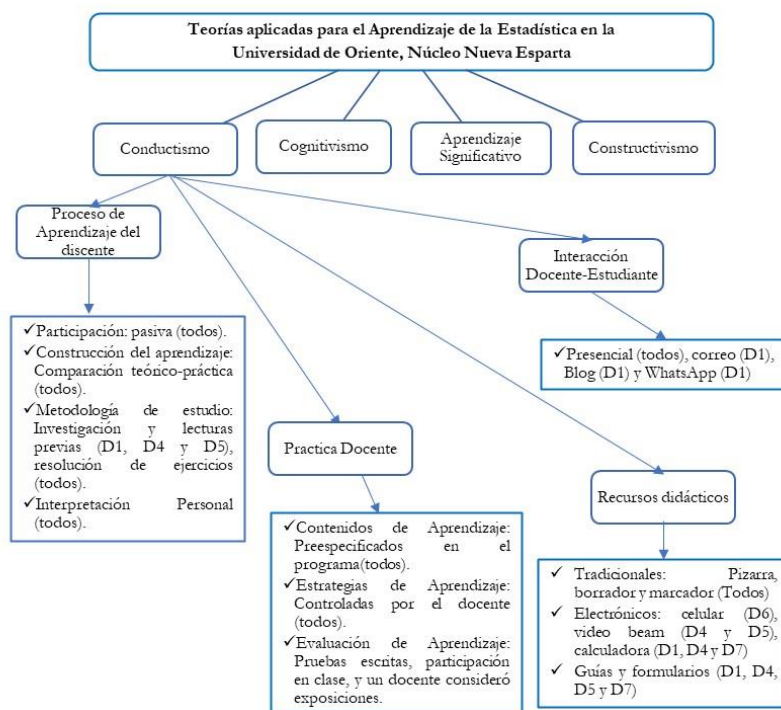 Teorías aplicadas para el Aprendizaje de la Estadística en la
Universidad de Oriente, Núcleo Nueva Esparta
Conductismo
Cognitivismo
Aprendizaje
Significativo
Constructivismo
Proceso de
Aprendizaje del
discente
Interacción
Docente-Estudiante
✓Participación: pasiva (todos).
✓Construcción del aprendizaje:
Comparación teórico-práctica
(todos).
✓Metodología de estudio:
Investigación y lecturas
previas (D1, D4 y D5),
resolución de ejercicios
(todos).
✓Interpretación Personal
(todos).
✓Presencial (todos), correo (D1),
Blog (D1) y WhatsApp (D1)
Practica Docente
Recursos didácticos
✓Contenidos de Aprendizaje:
Preespecificados en el
programa(todos).
✓Estrategias de Aprendizaje:
Controladas por el docente
(todos).
✓Evaluación de Aprendizaje:
Pruebas escritas, participación
en clase, y un docente consideró
exposiciones.
✓ Tradicionales: Pizarra,
borrador y marcador (Todos)
✓ Electrónicos: celular (D6),
video beam (D4 y D5),
calculadora (D1, D4 y D7)
✓ Guías y formularios (D1, D4,
D5 y D7)